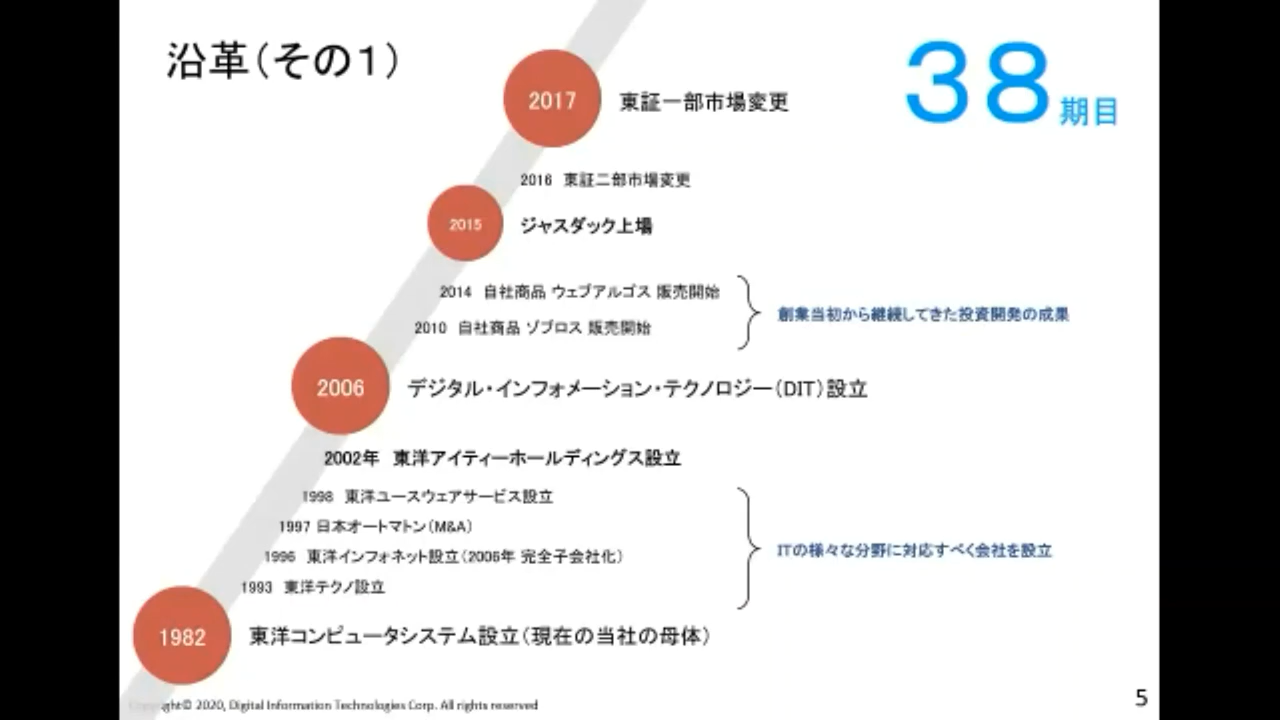 沿革（その１）
３８期目
2017 東証一部市場変更
2016 東証二部市場変更
2015 ジャスダック上場
2014 自社商品 ウェブアルゴス 販売開始
2010 自社商品 ゾブロス 販売開始
創業当初から継続してきた投資開発の成果
2006 デジタル・インフォメーション・テクノロジー（DIT）設立
2002年 東洋アイティーホールディングス設立
1998 東洋ユースウェアサービス設立
1997 日本オートマトン（M&A）
1996 東洋インフォネット設立（2006年 完全子会社化）
1993 東洋テクノ設立
ITの様々な分野に対応すべく会社を設立
1982 東洋コンピュータシステム設立（現在の当社の母体）
Copyright© 2020, Digital Information Technologies Corp. All rights reserved
5